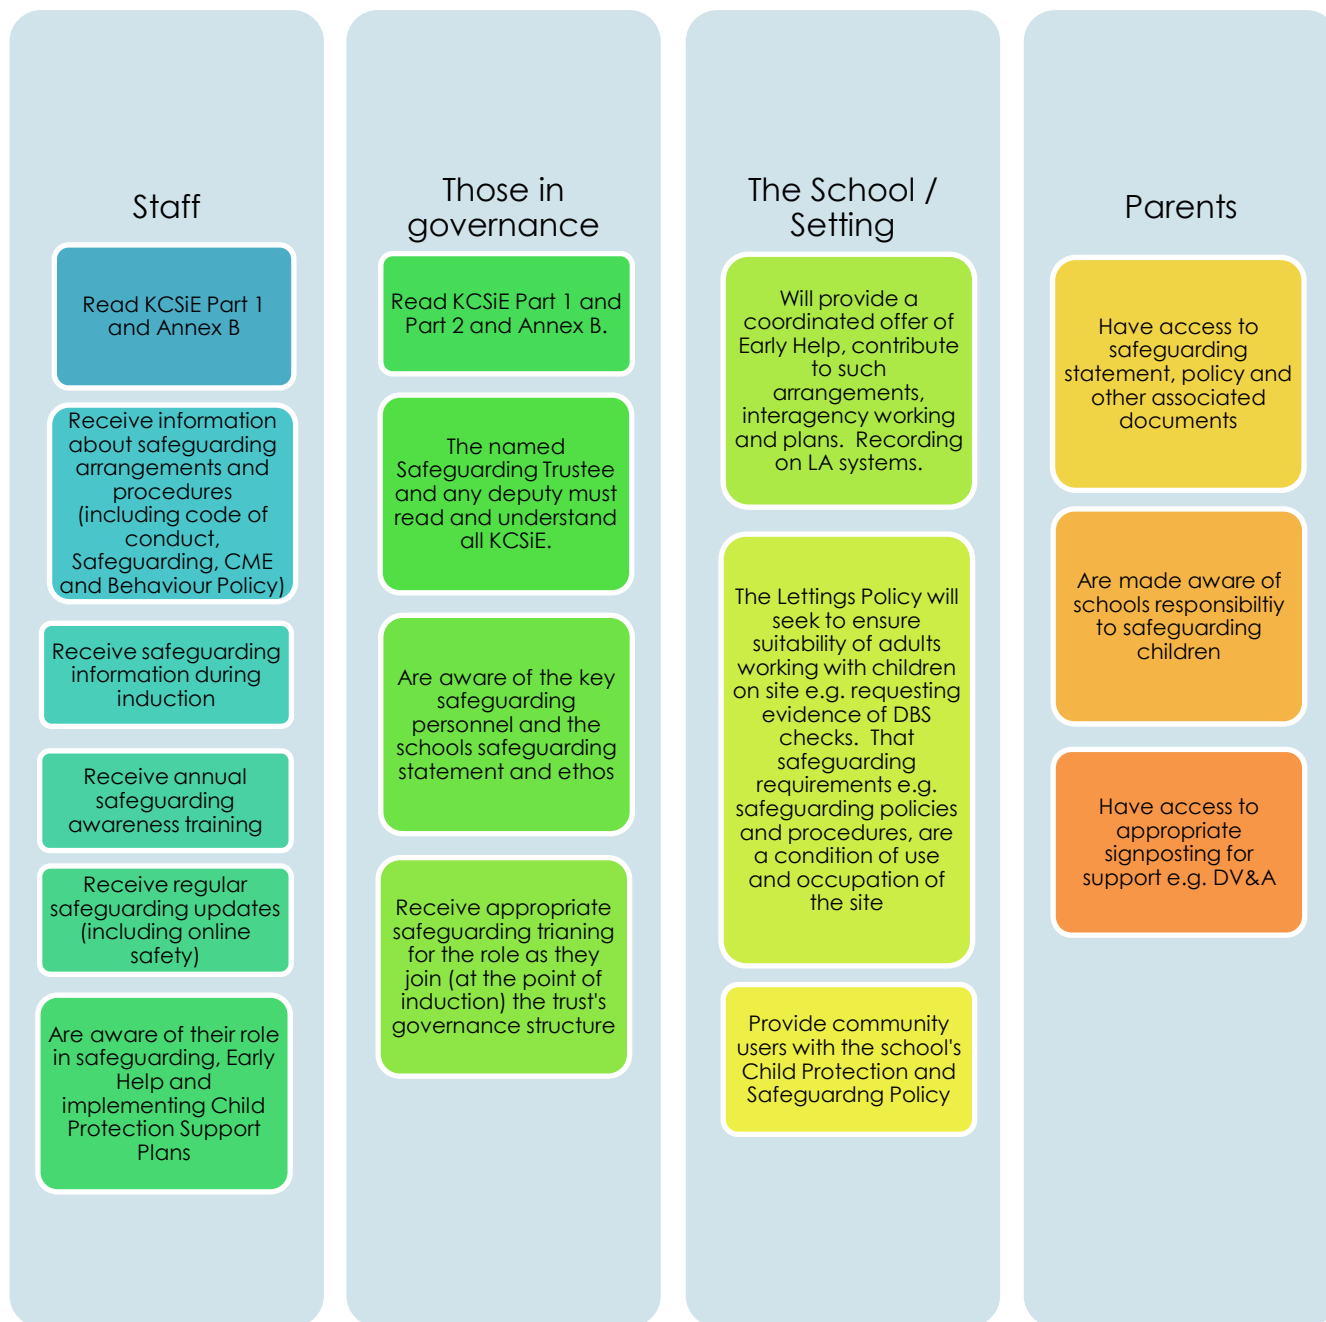 Staff
Read KCSiE Part 1
and Annex B
Receive information
about safeguarding
arrangements and
procedures
(including code of
conduct,
Safeguarding, CME
and Behaviour Policy)
Receive safeguarding
information during
induction
Receive annual
safeguarding
awareness training
Receive regular
safeguarding updates
(including online
safety)
Are aware of their role
in safeguarding, Early
Help and
implementing Child
Protection Support
Plans
Those in
governance
Read KCSiE Part 1 and
Part 2 and Annex B.
The named
Safeguarding Trustee
and any deputy must
read and understand
all KCSiE.
Are aware of the key
safeguarding
personnel and the
schools safeguarding
statement and ethos
Receive appropriate
safeguarding trianing
for the role as they
join (at the point of
induction) the trust's
governance structure
The School /
Setting
Will provide a
coordinated offer of
Early Help, contribute
to such
arrangements,
interagency working
and plans.  Recording
on LA systems.
The Lettings Policy will
seek to ensure
suitability of adults
working with children
on site e.g. requesting
evidence of DBS
checks.  That
safeguarding
requirements e.g.
safeguarding policies
and procedures, are
a condition of use
and occupation of
the site
Provide community
users with the school's
Child Protection and
Safeguardng Policy
Parents
Have access to
safeguarding
statement, policy and
other associated
documents
Are made aware of
schools responsibiltiy
to safeguarding
children
Have access to
appropriate
signposting for
support e.g. DV&A